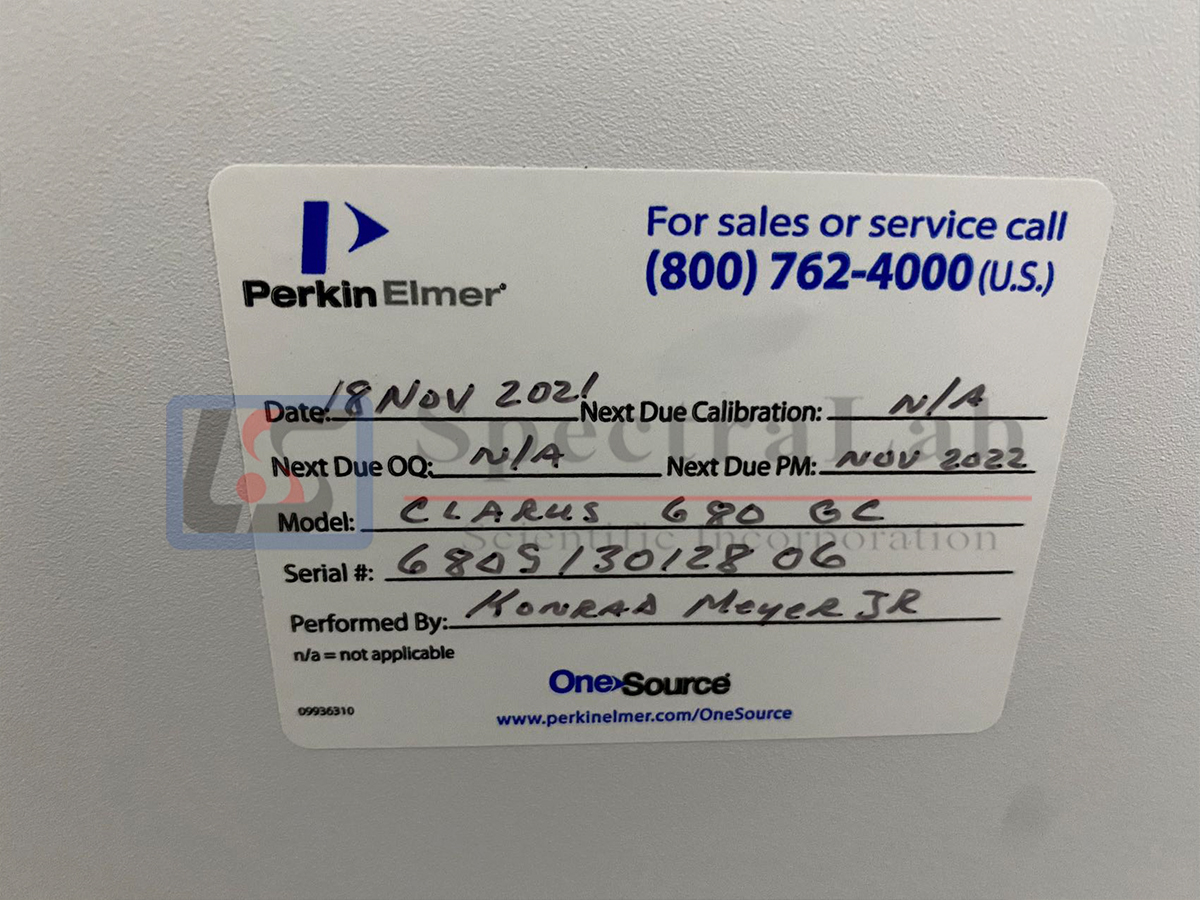 PerkinElmer
For sales or service call
(800) 762-4000 (U.S.)
Date: 18 NOV 2021 Next Due Calibration: N/A
Next Due OQ: N/A Next Due PM: NOV 2022
Model: CLARUS 680 GC
Serial #: 680S13012806
Performed By: KONRAD MEYER JR
n/a = not applicable
OneSource
09936310
www.perkinelmer.com/OneSource
LS
SpectraLab
Scientific Incorporation